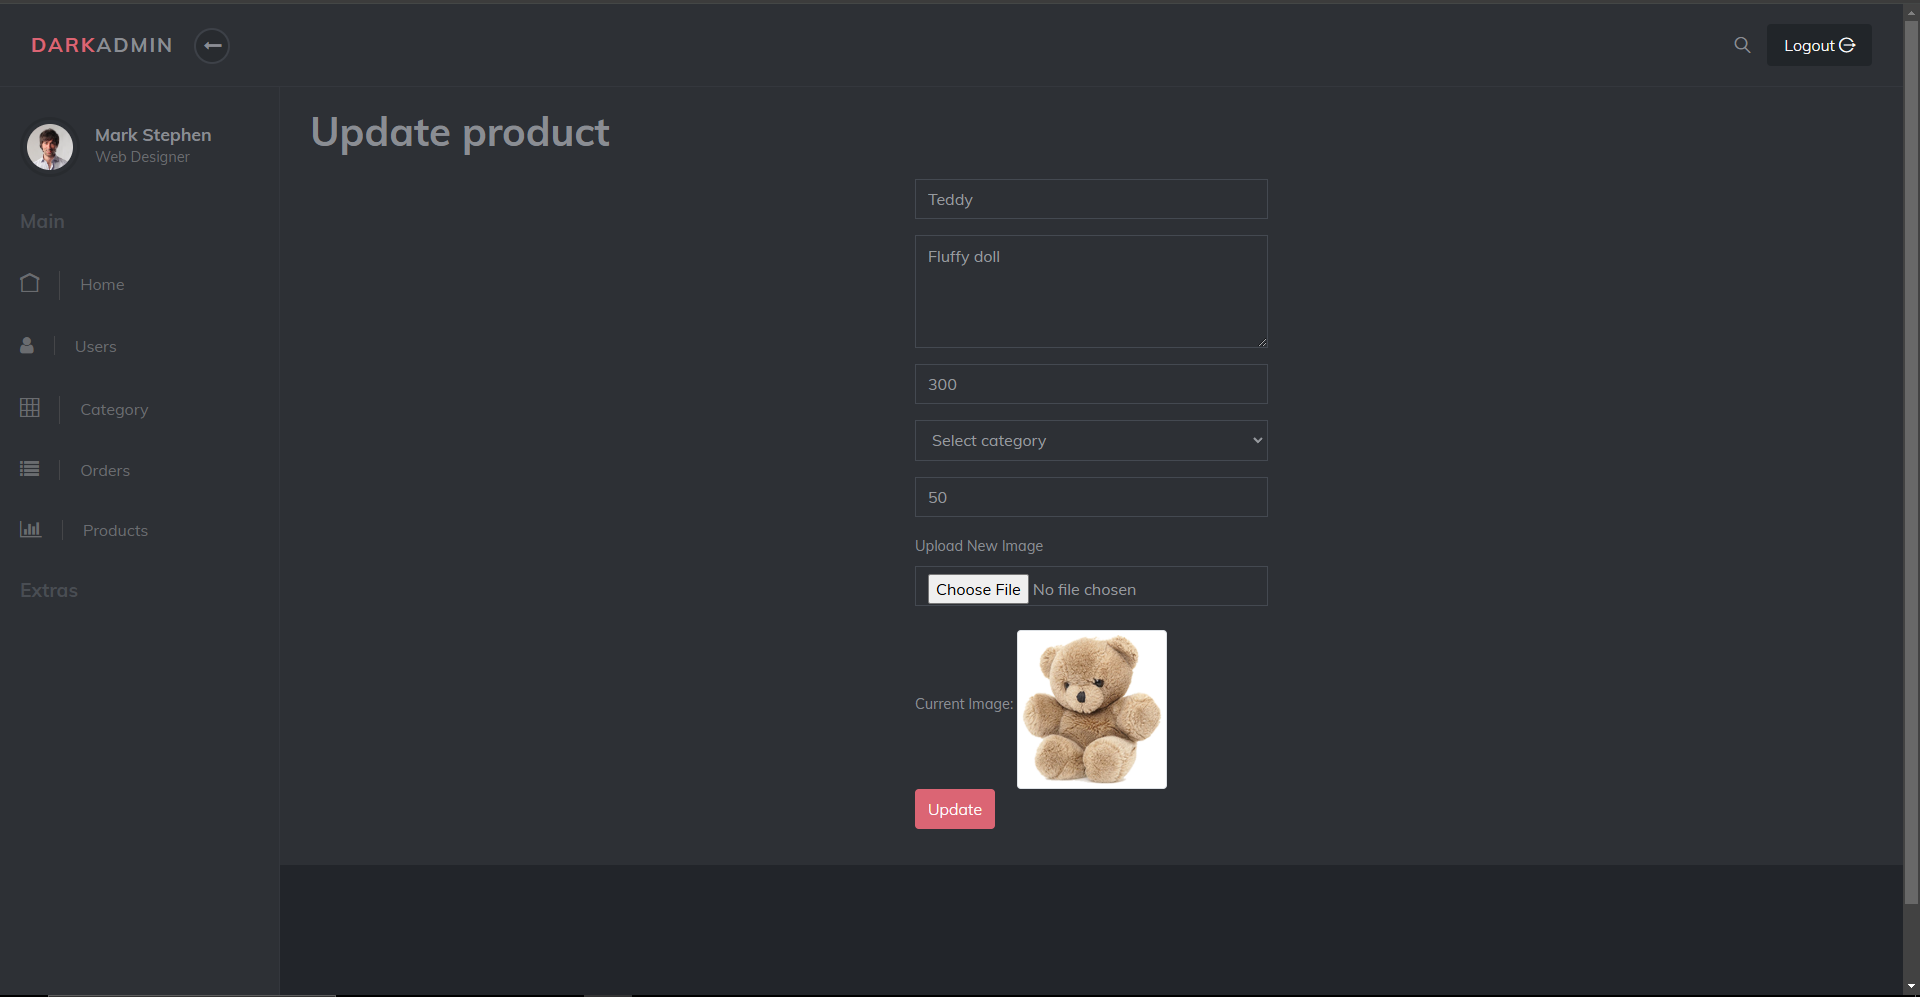 DARKADMIN
Logout
Mark Stephen
Web Designer
Main
Home
Users
Category
Orders
Products
Extras
Update product
Teddy
Fluffy doll
300
Select category
50
Upload New Image
Choose File No file chosen
Current Image:
Update